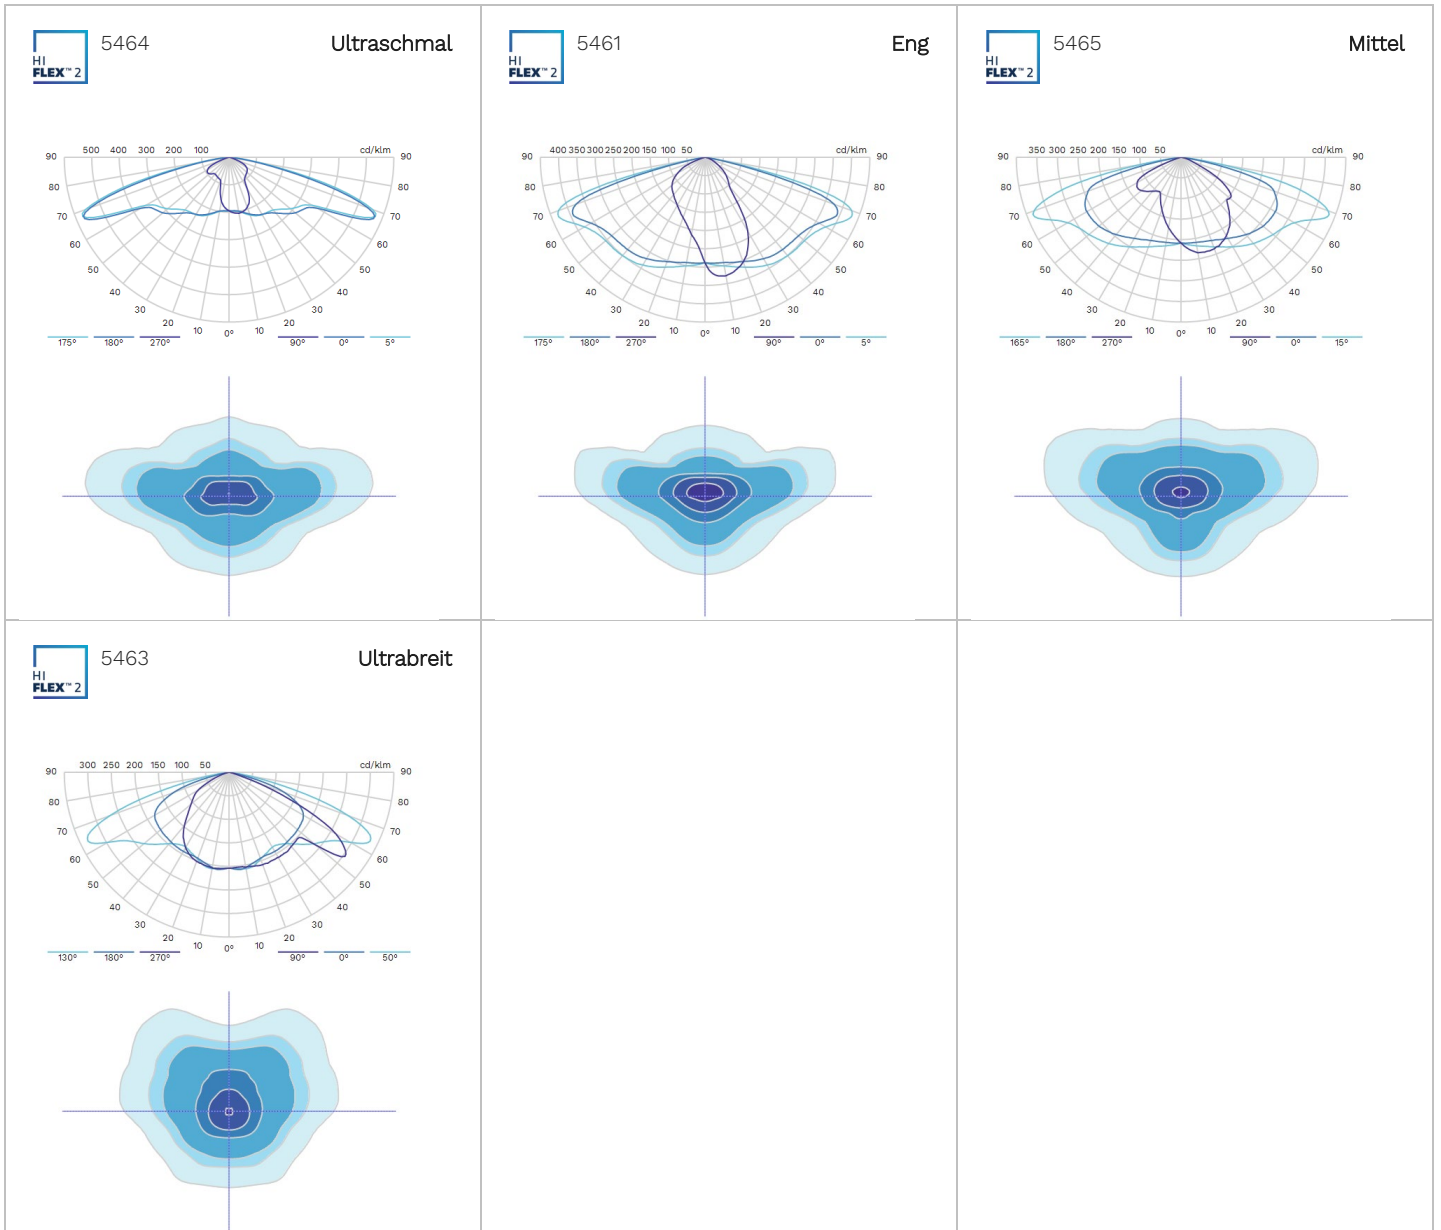 5464 Ultraschmal
HI
FLEX™ 2
90 500 400 300 200 100 cd/klm 90
80 80
70 70
60 60
50 50
40 40
30 30
20 10 0° 10 20
175° 180° 270° 90° 0° 5°
5461 Eng
HI
FLEX™ 2
90 400 350 300 250 200 150 100 50 cd/klm 90
80 80
70 70
60 60
50 50
40 40
30 30
20 10 0° 10 20
175° 180° 270° 90° 0° 5°
5465 Mittel
HI
FLEX™ 2
90 350 300 250 200 150 100 50 cd/klm 90
80 80
70 70
60 60
50 50
40 40
30 30
20 10 0° 10 20
165° 180° 270° 90° 0° 15°
5463 Ultrabreit
HI
FLEX™ 2
90 300 250 200 150 100 50 cd/klm 90
80 80
70 70
60 60
50 50
40 40
30 30
20 10 0° 10 20
130° 180° 270° 90° 0° 50°